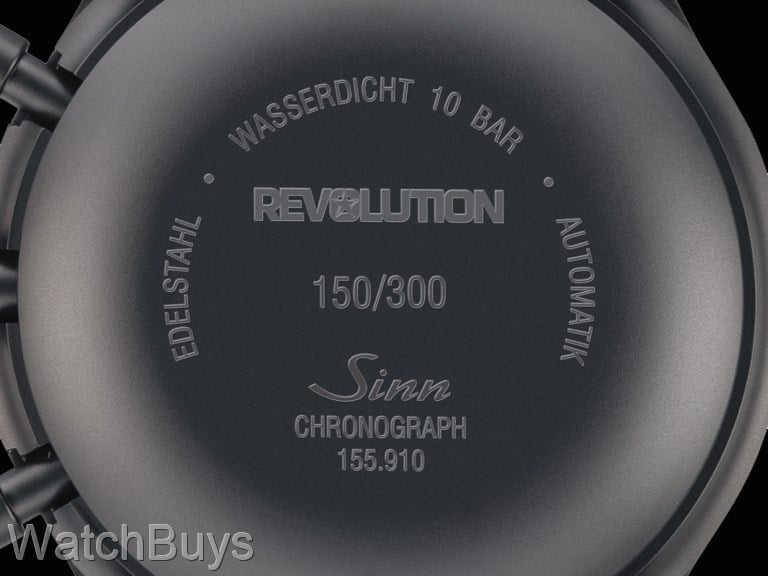 WASSERDICHT 10 BAR
EDELSTAHL
AUTOMATIK
REVOLUTION
150/300
Sinn
CHRONOGRAPH
155.910
WatchBuys